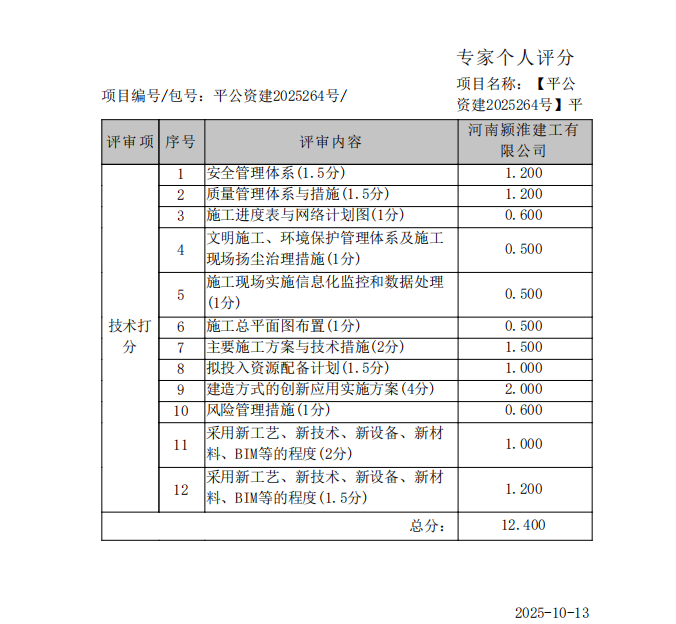 专家个人评分
项目编号/包号: 平公资建2025264号/
项目名称: 【平公
资建2025264号】平
评审项 序号 评审内容 河南颍淮建工有
限公司
技术打
分
1 安全管理体系(1.5分) 1.200
2 质量管理体系与措施(1.5分) 1.200
3 施工进度表与网络计划图(1分) 0.600
4 文明施工、环境保护管理体系及施工
现场扬尘治理措施(1分) 0.500
5 施工现场实施信息化监控和数据处理
(1分) 0.500
6 施工总平面图布置(1分) 0.500
7 主要施工方案与技术措施(2分) 1.500
8 拟投入资源配备计划(1.5分) 1.000
9 建造方式的创新应用实施方案(4分) 2.000
10 风险管理措施(1分) 0.600
11 采用新工艺、新技术、新设备、新材
料、BIM等的程度(2分) 1.000
12 采用新工艺、新技术、新设备、新材
料、BIM等的程度(1.5分) 1.200
总分: 12.400
2025-10-13